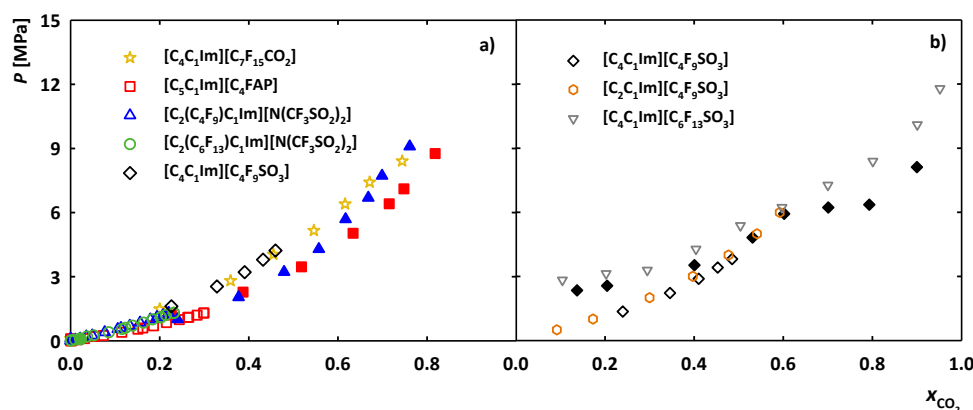 P [MPa]
15
12
9
6
3
0
0.0 0.2 0.4 0.6 0.8
a)
[C₄C₁Im][C₇F₁₅CO₂]
[C₅C₁Im][C₄FAP]
[C₂(C₄F₉)C₁Im][N(CF₃SO₂)₂]
[C₂(C₆F₁₃)C₁Im][N(CF₃SO₂)₂]
[C₄C₁Im][C₄F₉SO₃]
b)
[C₄C₁Im][C₄F₉SO₃]
[C₂C₁Im][C₄F₉SO₃]
[C₄C₁Im][C₆F₁₃SO₃]
0.0 0.2 0.4 0.6 0.8 1.0
x CO₂